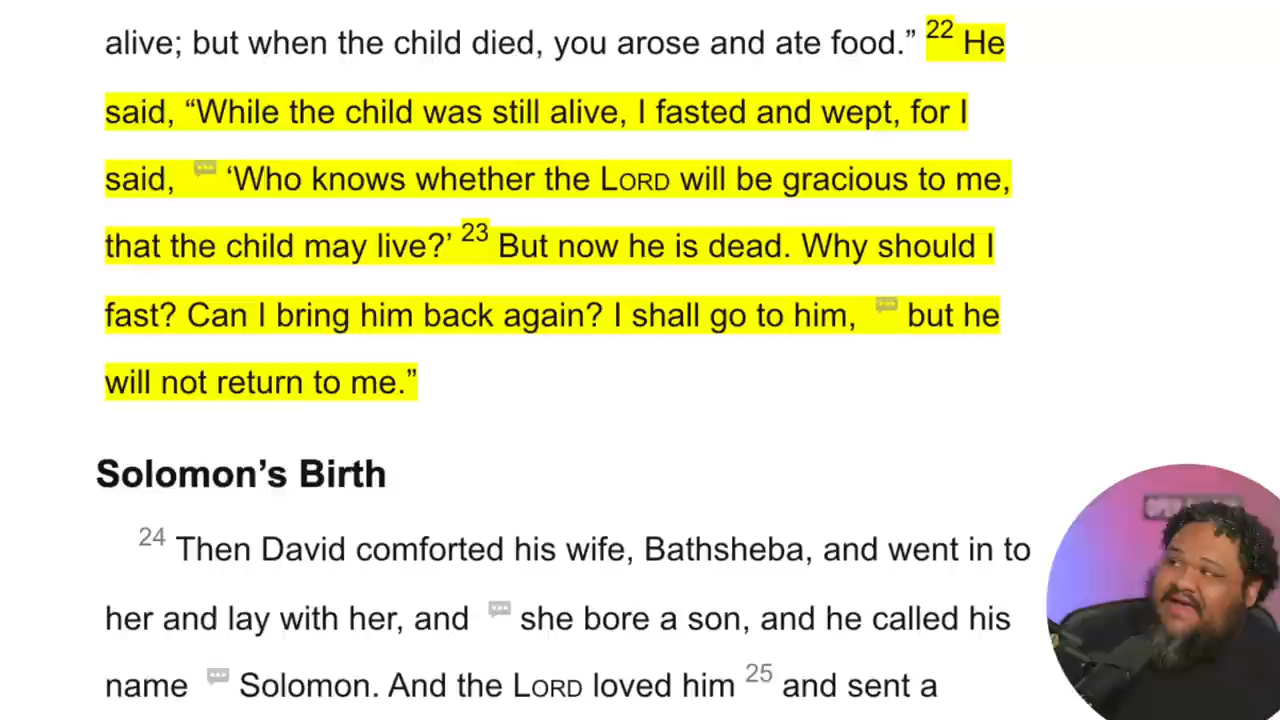 alive; but when the child died, you arose and ate food.” 22 He
said, “While the child was still alive, I fasted and wept, for I
said, ‘Who knows whether the LORD will be gracious to me,
that the child may live?’ 23 But now he is dead. Why should I
fast? Can I bring him back again? I shall go to him, but he
will not return to me.”
Solomon’s Birth
24 Then David comforted his wife, Bathsheba, and went in to
her and lay with her, and she bore a son, and he called his
name Solomon. And the LORD loved him 25 and sent a